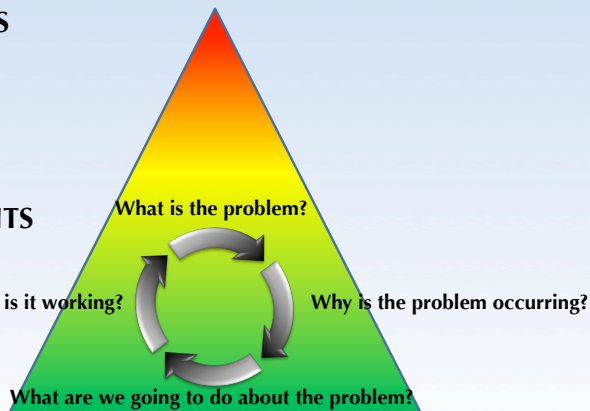 S
What is the problem?
NTS
is it working?
Why is the problem occurring?
What are we going to do about the problem?